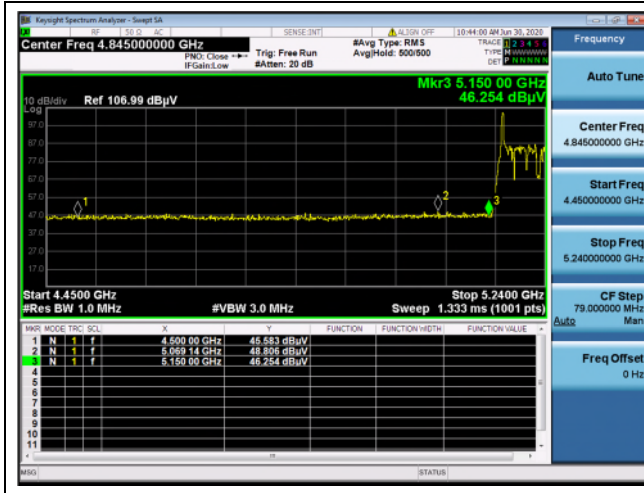 Keysight Spectrum Analyzer - Swept SA
RF 50 Ω AC SENSE:INT ALIGN OFF 10:44:00 AM Jun 30, 2020
Center Freq 4.845000000 GHz
PNO: Close
IFGain:Low
Trig: Free Run
#Atten: 20 dB
#Avg Type: RMS
Avg|Hold: 500/500
TRACE 1 2 3 4 5
TYPE M WWWWW
DET P N N N N N
Mkr3 5.150 00 GHz
46.254 dBµV
10 dB/div Ref 106.99 dBµV
Log
97.0
87.0
77.0
67.0
57.0
47.0
37.0
27.0
17.0
1
2
3
Start 4.4500 GHz Stop 5.2400 GHz
#Res BW 1.0 MHz #VBW 3.0 MHz Sweep 1.333 ms (1001 pts)
MKR MODE TRC SCL X Y FUNCTION FUNCTION WIDTH FUNCTION VALUE
1 N 1 f 4.500 00 GHz 45.583 dBµV
2 N 1 f 5.069 14 GHz 48.806 dBµV
3 N 1 f 5.150 00 GHz 46.254 dBµV
4
5
6
7
8
9
10
11
MSG STATUS
Frequency
Auto Tune
Center Freq
4.845000000 GHz
Start Freq
4.450000000 GHz
Stop Freq
5.240000000 GHz
CF Step
79.000000 MHz
Auto Man
Freq Offset
0 Hz